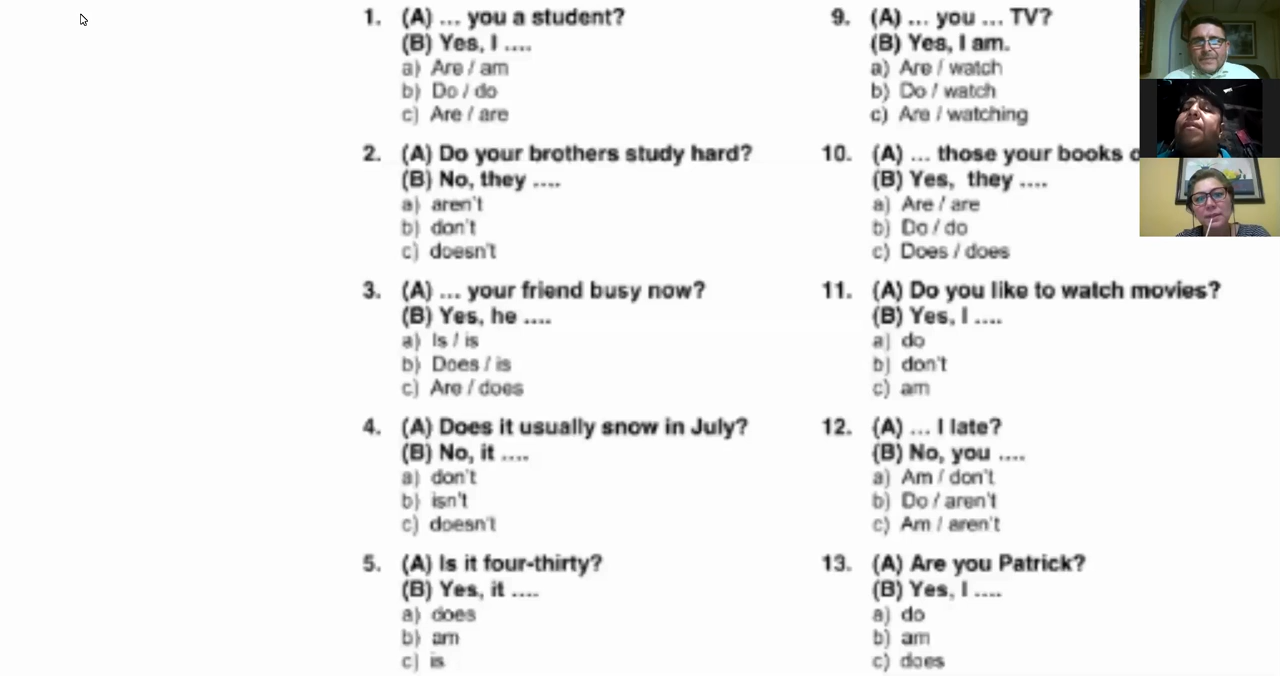 1. (A) ... you a student?
(B) Yes, I ....
a) Are / am
b) Do / do
c) Are / are
2. (A) Do your brothers study hard?
(B) No, they ....
a) aren't
b) don't
c) doesn't
3. (A) ... your friend busy now?
(B) Yes, he ....
a) Is / is
b) Does / is
c) Are / does
4. (A) Does it usually snow in July?
(B) No, it ....
a) don't
b) isn't
c) doesn't
5. (A) Is it four-thirty?
(B) Yes, it ....
a) does
b) am
c) is
9. (A) ... you ... TV?
(B) Yes, I am.
a) Are / watch
b) Do / watch
c) Are / watching
10. (A) ... those your books
(B) Yes, they ....
a) Are / are
b) Do / do
c) Does / does
11. (A) Do you like to watch movies?
(B) Yes, I ....
a) do
b) don't
c) am
12. (A) ... I late?
(B) No, you ....
a) Am / don't
b) Do / aren't
c) Am / aren't
13. (A) Are you Patrick?
(B) Yes, I ....
a) do
b) am
c) does